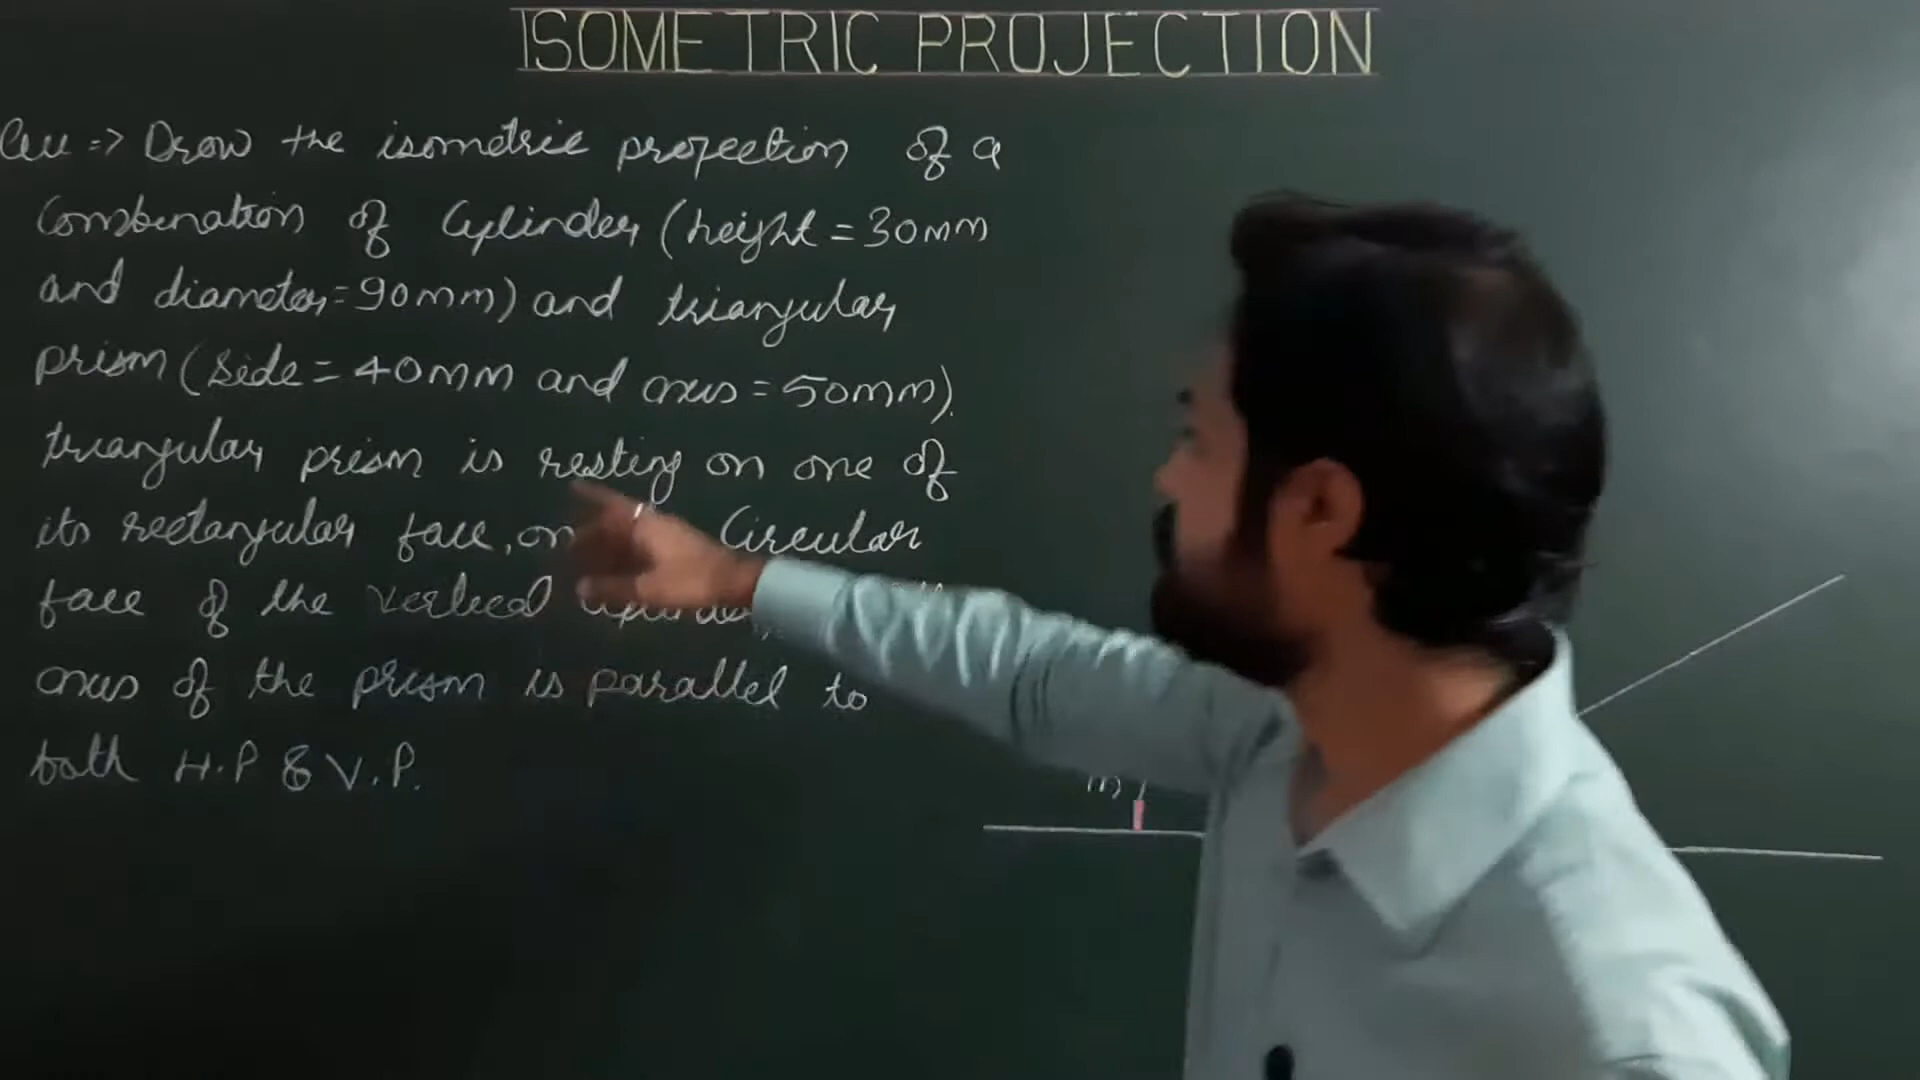 ISOMETRIC PROJECTION
=> Draw the isometric projection of a
Combination of Cylinder (height = 30mm
and diameter = 90mm) and triangular
prism (side = 40mm and axis = 50mm).
triangular prism is resting on one of
its rectangular face, on Circular
face of the vertical
axis of the prism is parallel to
both H.P & V.P.